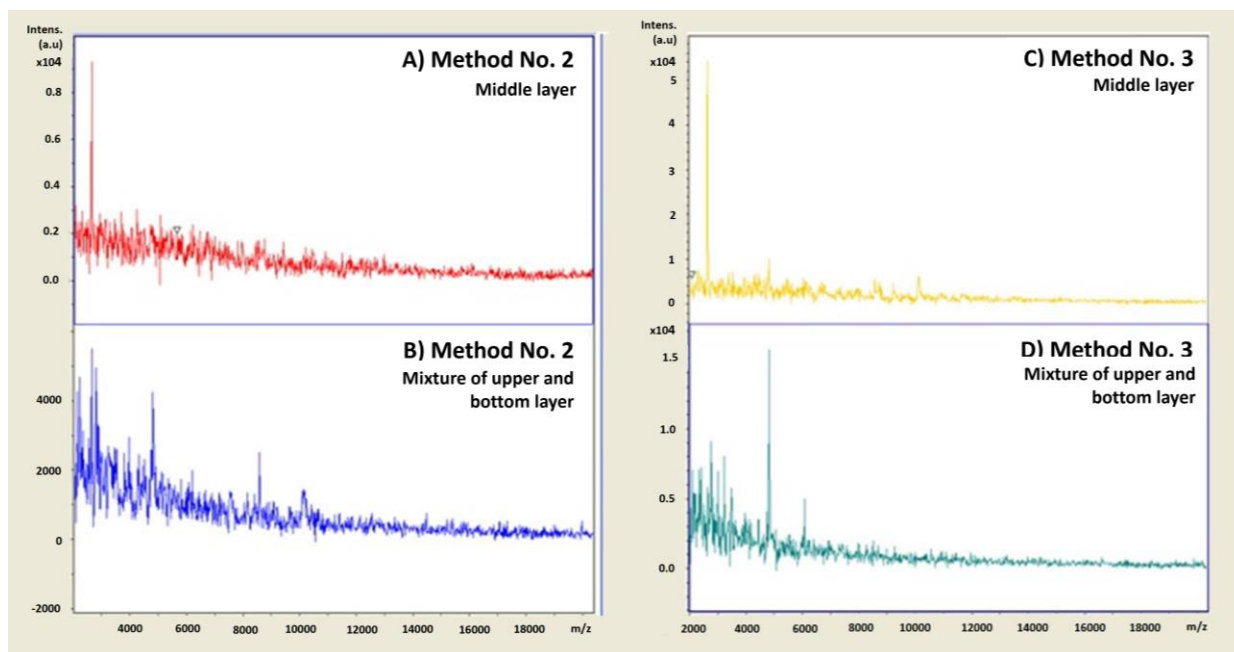 Intens.
(a.u)
x104
0.8
0.6
0.4
0.2
0.0
A) Method No. 2
Middle layer
4000
2000
0
-2000
B) Method No. 2
Mixture of upper and
bottom layer
4000 6000 8000 10000 12000 14000 16000 18000 m/z
Intens.
(a.u)
x104
5
4
3
2
1
0
C) Method No. 3
Middle layer
x104
1.5
1.0
0.5
0.0
D) Method No. 3
Mixture of upper and
bottom layer
2000 4000 6000 8000 10000 12000 14000 16000 18000 m/z